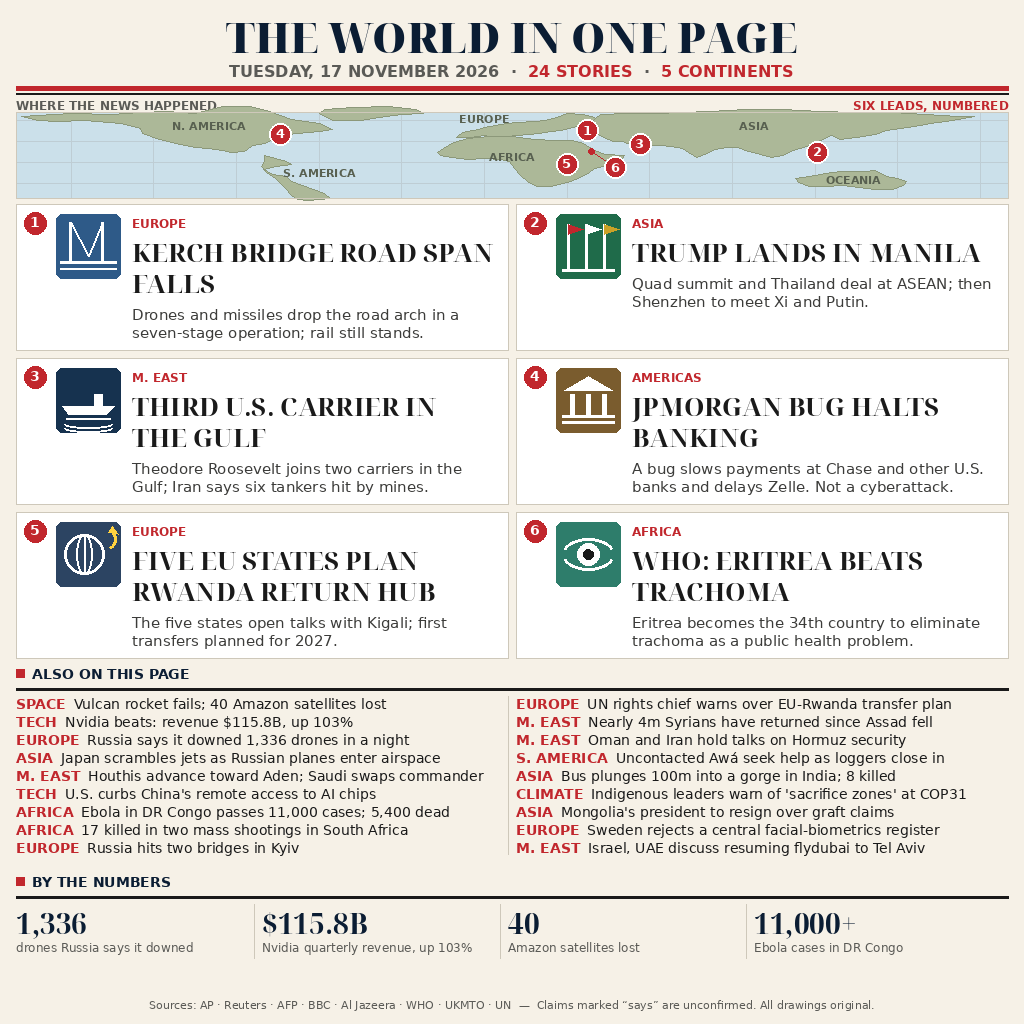 THE WORLD IN ONE PAGE
TUESDAY, 17 NOVEMBER 2026 · 24 STORIES · 5 CONTINENTS
WHERE THE NEWS HAPPENED
SIX LEADS, NUMBERED
N. AMERICA
4
S. AMERICA
EUROPE
AFRICA
1
5
6
3
ASIA
2
OCEANIA
1
EUROPE
KERCH BRIDGE ROAD SPAN
FALLS
Drones and missiles drop the road arch in a
seven-stage operation; rail still stands.
2
ASIA
TRUMP LANDS IN MANILA
Quad summit and Thailand deal at ASEAN; then
Shenzhen to meet Xi and Putin.
3
M. EAST
THIRD U.S. CARRIER IN
THE GULF
Theodore Roosevelt joins two carriers in the
Gulf; Iran says six tankers hit by mines.
4
AMERICAS
JPMORGAN BUG HALTS
BANKING
A bug slows payments at Chase and other U.S.
banks and delays Zelle. Not a cyberattack.
5
EUROPE
FIVE EU STATES PLAN
RWANDA RETURN HUB
The five states open talks with Kigali; first
transfers planned for 2027.
6
AFRICA
WHO: ERITREA BEATS
TRACHOMA
Eritrea becomes the 34th country to eliminate
trachoma as a public health problem.
ALSO ON THIS PAGE
SPACE Vulcan rocket fails; 40 Amazon satellites lost
TECH Nvidia beats: revenue $115.8B, up 103%
EUROPE Russia says it downed 1,336 drones in a night
ASIA Japan scrambles jets as Russian planes enter airspace
M. EAST Houthis advance toward Aden; Saudi swaps commander
TECH U.S. curbs China's remote access to AI chips
AFRICA Ebola in DR Congo passes 11,000 cases; 5,400 dead
AFRICA 17 killed in two mass shootings in South Africa
EUROPE Russia hits two bridges in Kyiv
EUROPE UN rights chief warns over EU-Rwanda transfer plan
M. EAST Nearly 4m Syrians have returned since Assad fell
M. EAST Oman and Iran hold talks on Hormuz security
S. AMERICA Uncontacted Awá seek help as loggers close in
ASIA Bus plunges 100m into a gorge in India; 8 killed
CLIMATE Indigenous leaders warn of 'sacrifice zones' at COP31
ASIA Mongolia's president to resign over graft claims
EUROPE Sweden rejects a central facial-biometrics register
M. EAST Israel, UAE discuss resuming flydubai to Tel Aviv
BY THE NUMBERS
1,336
drones Russia says it downed
$115.8B
Nvidia quarterly revenue, up 103%
40
Amazon satellites lost
11,000+
Ebola cases in DR Congo
Sources: AP · Reuters · AFP · BBC · Al Jazeera · WHO · UKMTO · UN — Claims marked “says” are unconfirmed. All drawings original.